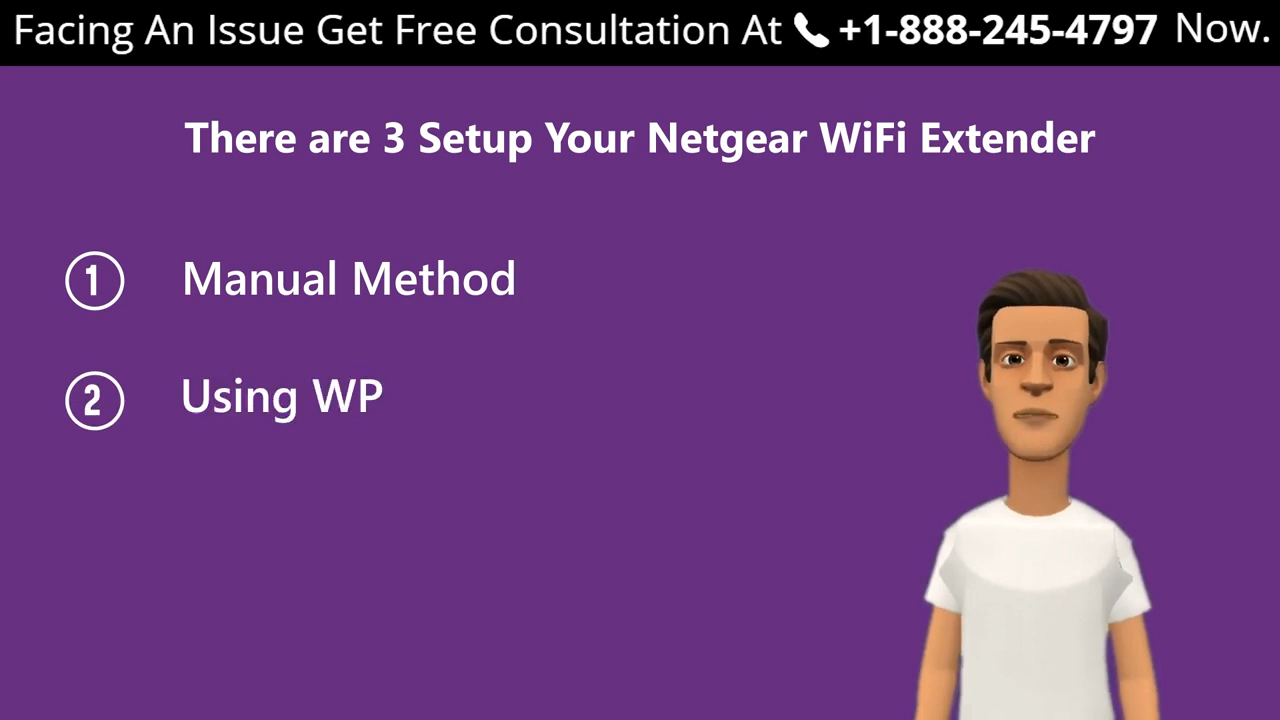 Facing An Issue Get Free Consultation At +1-888-245-4797 Now.
There are 3 Setup Your Netgear WiFi Extender
1 Manual Method
2 Using WP